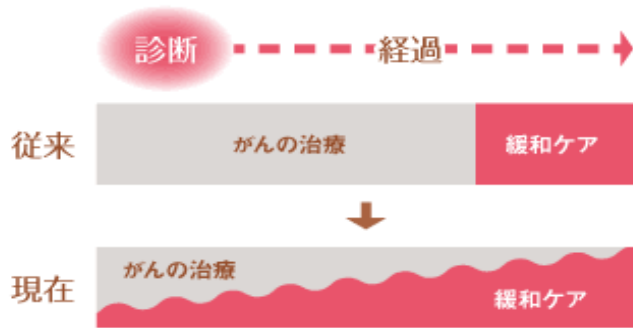 診断
経過
従来
がんの治療
緩和ケア
現在
がんの治療
緩和ケア